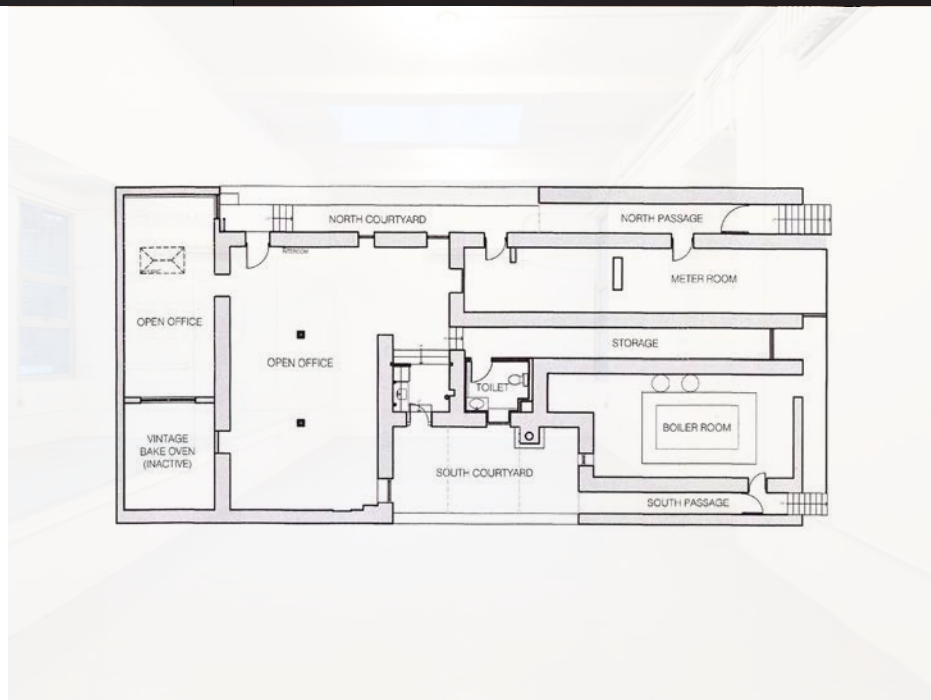 NORTH COURTYARD
NORTH PASSAGE
INTERCOM
METER ROOM
OPEN OFFICE
STORAGE
OPEN OFFICE
TOILET
BOILER ROOM
VINTAGE
BAKE OVEN
(INACTIVE)
SOUTH COURTYARD
SOUTH PASSAGE